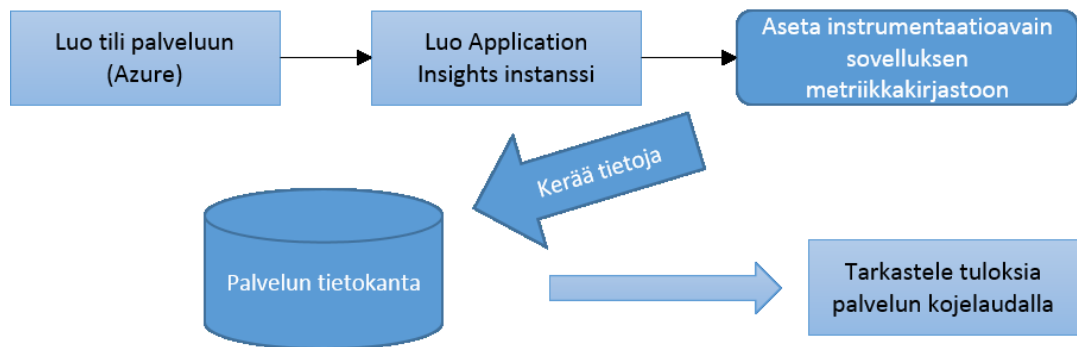 Luo tili palveluun
(Azure)
Luo Application
Insights instanssi
Aseta instrumentaatioavain
sovelluksen
metriikkakirjastoon
Kerää tietoja
Palvelun tietokanta
Tarkastele tuloksia
palvelun kojelaudalla